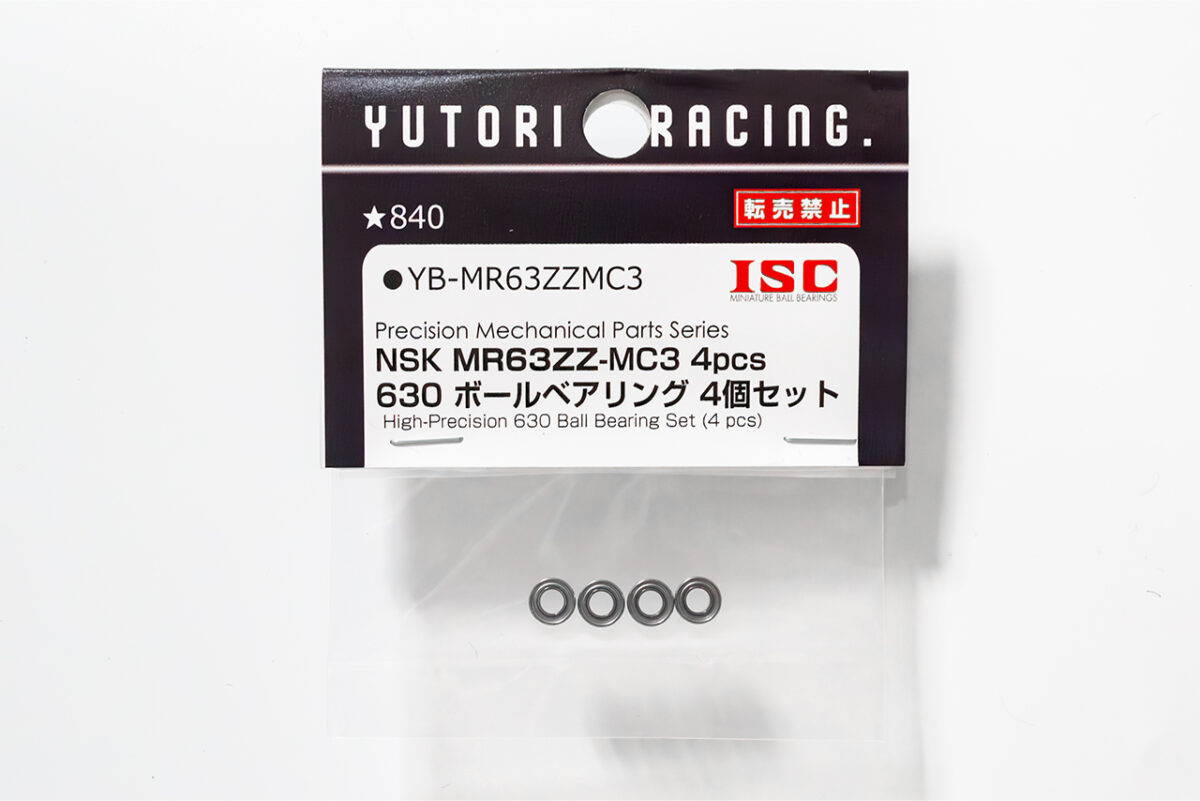 YUTORI RACING.
★840
転売禁止
●YB-MR63ZZMC3
ISC
MINIATURE BALL BEARINGS
Precision Mechanical Parts Series
NSK MR63ZZ-MC3 4pcs
630 ボールベアリング 4個セット
High-Precision 630 Ball Bearing Set (4 pcs)